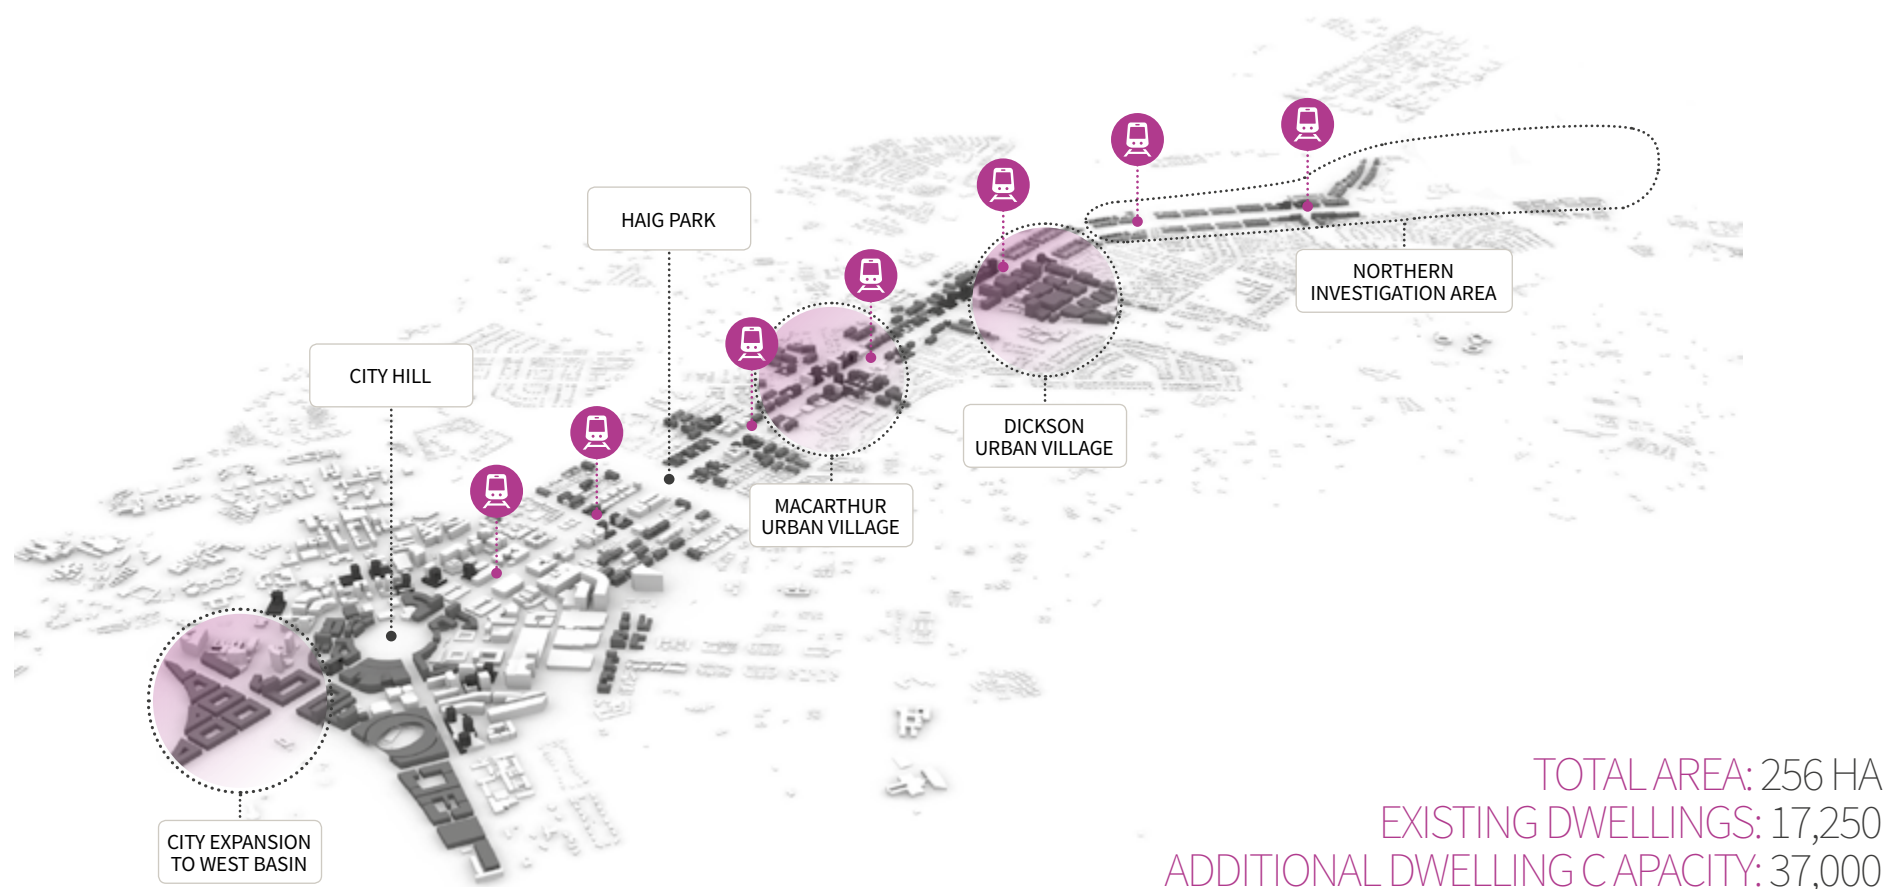 HAIG PARK
NORTHERN
INVESTIGATION AREA
CITY HILL
DICKSON
URBAN VILLAGE
MACARTHUR
URBAN VILLAGE
CITY EXPANSION
TO WEST BASIN
TOTAL AREA: 256 HA
EXISTING DWELLINGS: 17,250
ADDITIONAL DWELLING C APACITY: 37,000